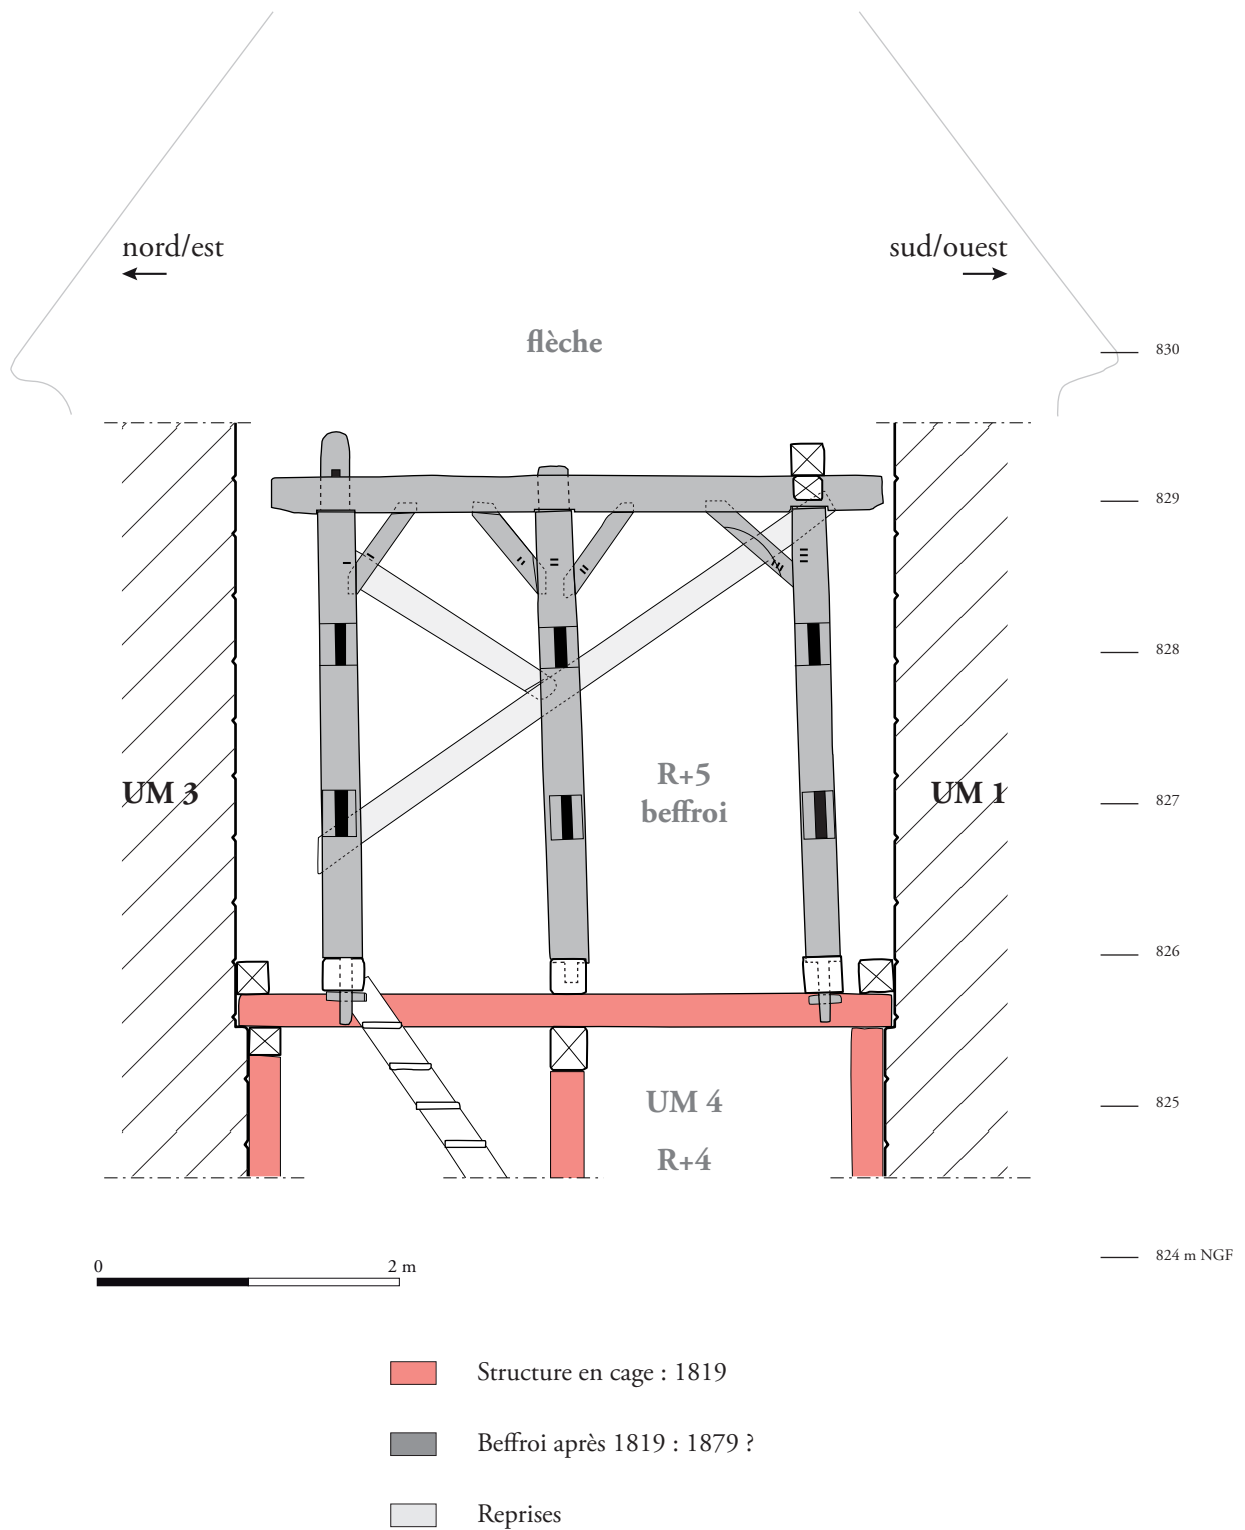 nord/est
sud/ouest
flèche
830
829
828
R+5
beffroi
UM 3
UM 1
827
826
UM 4
825
R+4
824 m NGF
0
2 m
Structure en cage : 1819
Beffroi après 1819 : 1879 ?
Reprises